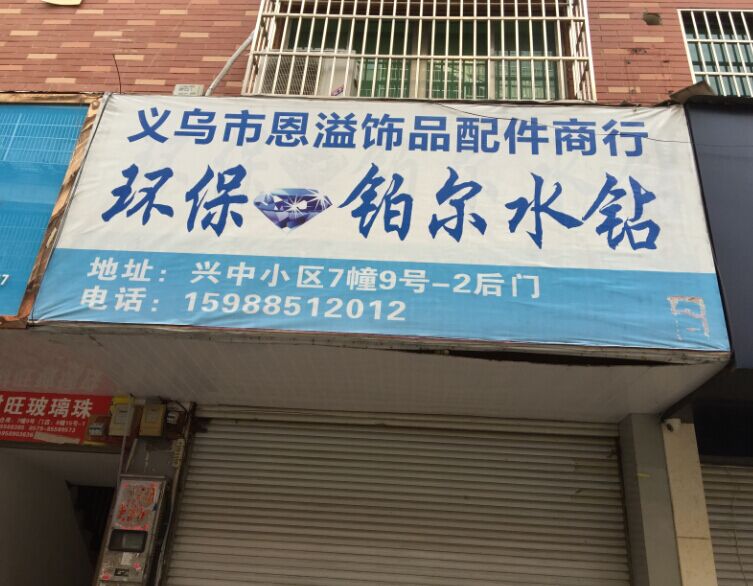 义乌市恩溢饰品配件商行
环保 铂尔水钻
地址：兴中小区7幢9号-2后门
电话：15988512012
旺玻璃珠